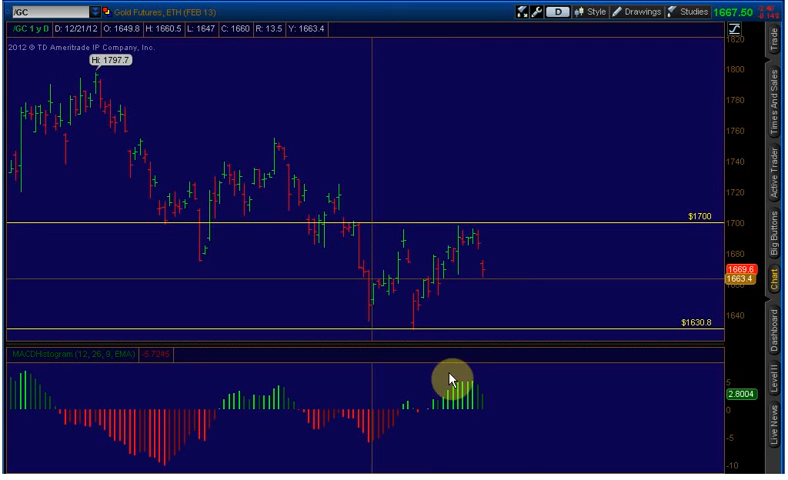 /GC
Gold Futures, ETH (FEB 13)
D
Style
Drawings
Studies
1667.50
/GC 1 y D
D: 12/21/12
O: 1649.8
H: 1660.5
L: 1647
C: 1660
R: 13.5
Y: 1663.4
2012 © TD Ameritrade IP Company, Inc.
Hi: 1797.7
1820
1800
1780
1760
1740
1720
1700
1680
1660
1640
$1700
1669.6
1663.4
$1630.8
MACDHistogram (12, 26, 9, EMA)
-5.7245
5
2.8004
0
-5
-10
Trade
Times And Sales
Active Trader
Big Buttons
Chart
Dashboard
Level II
Live News